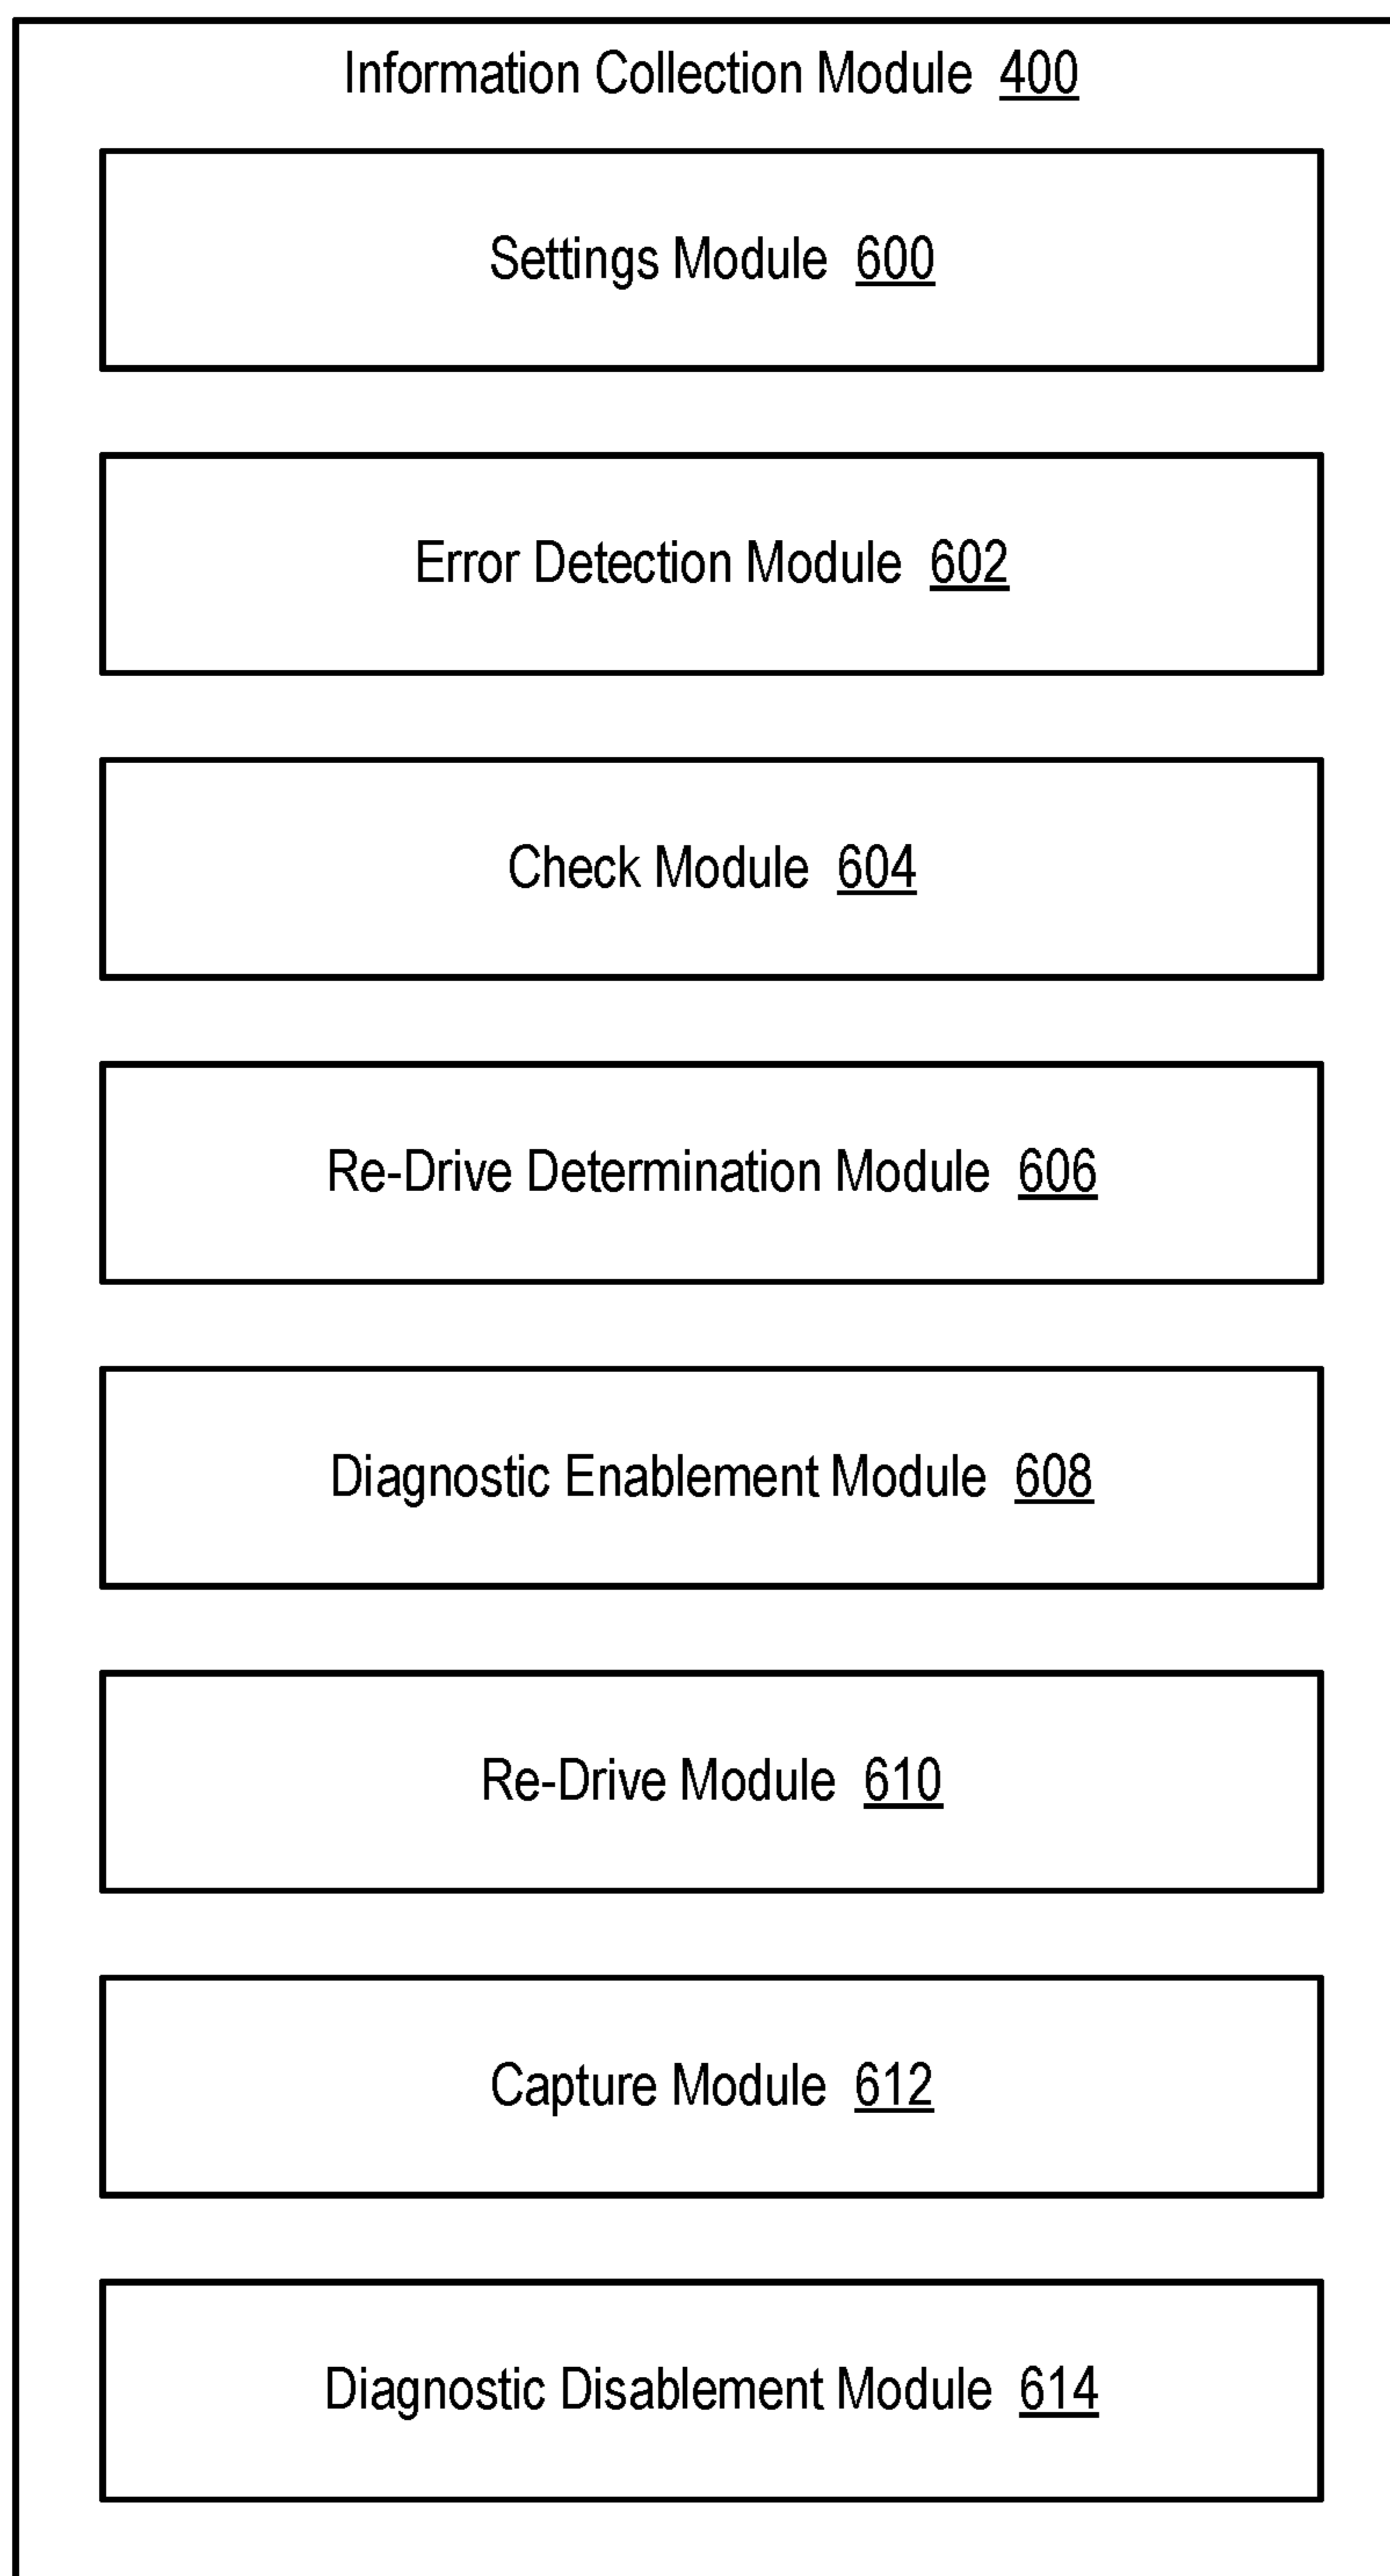 Information Collection Module 400
Settings Module 600
Error Detection Module 602
Check Module 604
Re-Drive Determination Module 606
Diagnostic Enablement Module 608
Re-Drive Module 610
Capture Module 612
Diagnostic Disablement Module 614